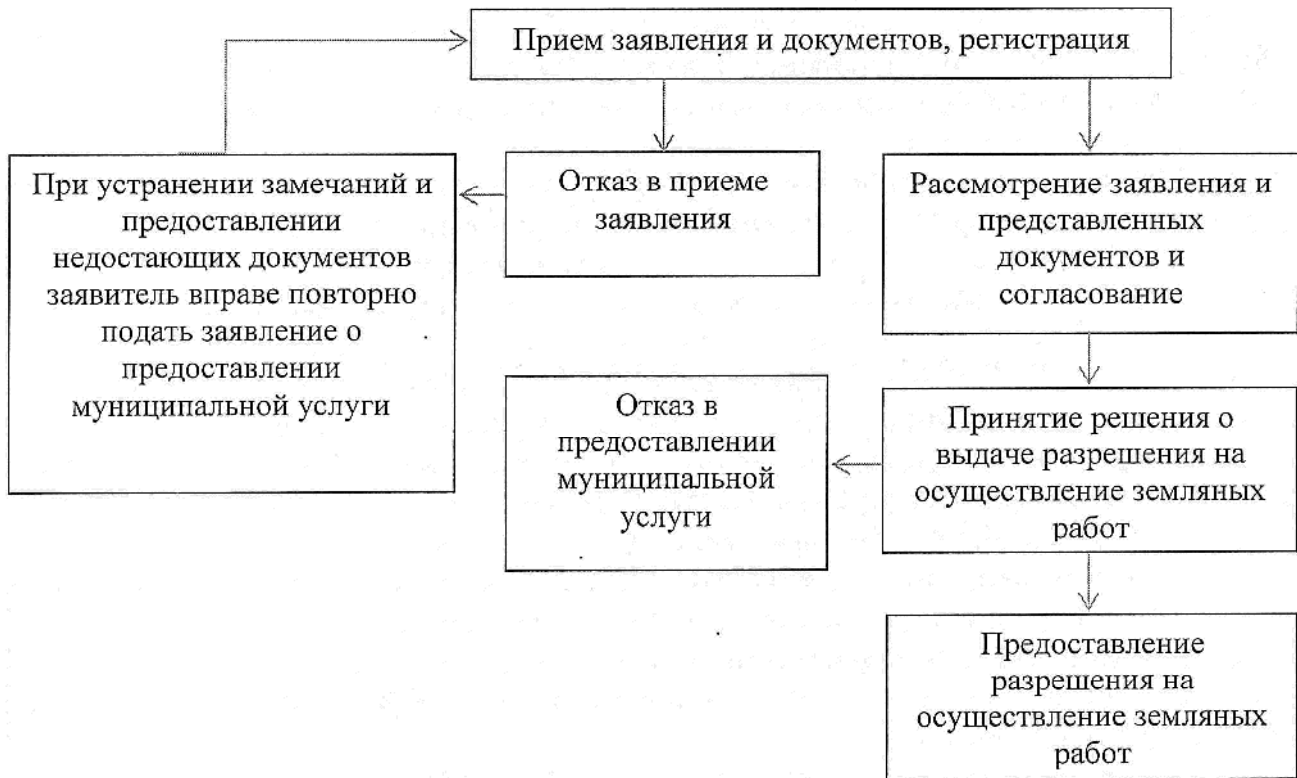 Прием заявления и документов, регистрация
При устранении замечаний и
предоставлении
недостающих документов
заявитель вправе повторно
подать заявление о
предоставлении
муниципальной услуги
Отказ в приеме
заявления
Рассмотрение заявления и
представленных
документов и
согласование
Отказ в
предоставлении
муниципальной
услуги
Принятие решения о
выдаче разрешения на
осуществление земляных
работ
Предоставление
разрешения на
осуществление земляных
работ